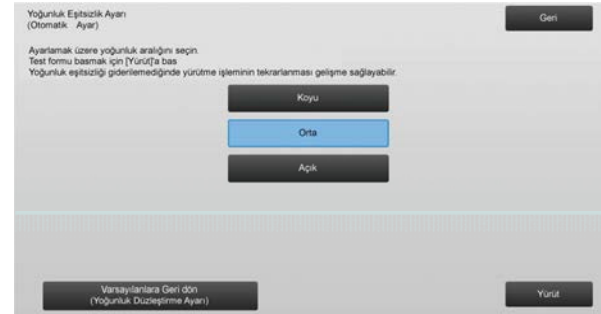 Yoğunluk Eşitsizlik Ayarı
(Otomatik Ayar)
Geri
Ayarlamak üzere yoğunluk aralığını seçin.
Test formu basmak için [Yürüt]'a bas
Yoğunluk eşitsizliği giderilemediğinde yürütme işleminin tekrarlanması gelişme sağlayabilir.
Koyu
Orta
Açık
Varsayılanlara Geri dön
(Yoğunluk Düzleştirme Ayarı)
Yürüt